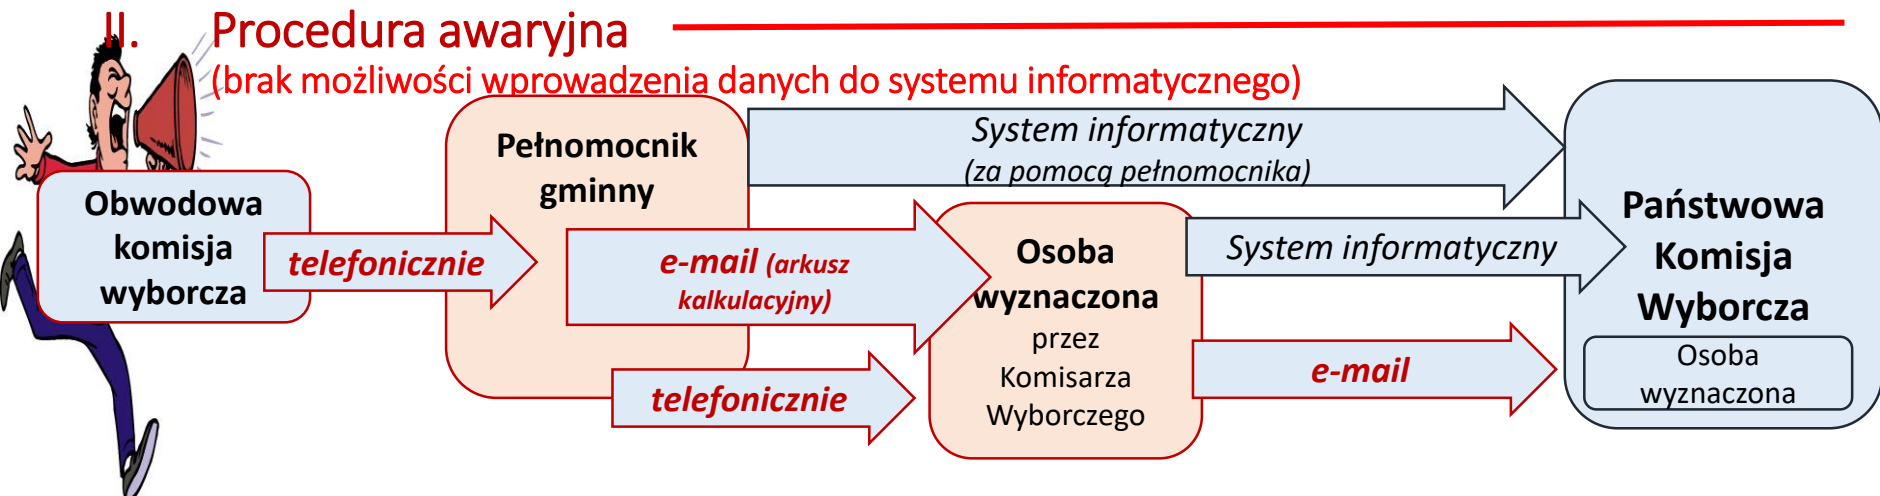 II. Procedura awaryjna
(brak możliwości wprowadzenia danych do systemu informatycznego)
Obwodowa
komisja
wyborcza
telefonicznie
Pełnomocnik
gminny
System informatyczny
(za pomocą pełnomocnika)
e-mail (arkusz
kalkulacyjny)
telefonicznie
Osoba
wyznaczona
przez
Komisarza
Wyborczego
System informatyczny
e-mail
Państwowa
Komisja
Wyborcza
Osoba
wyznaczona